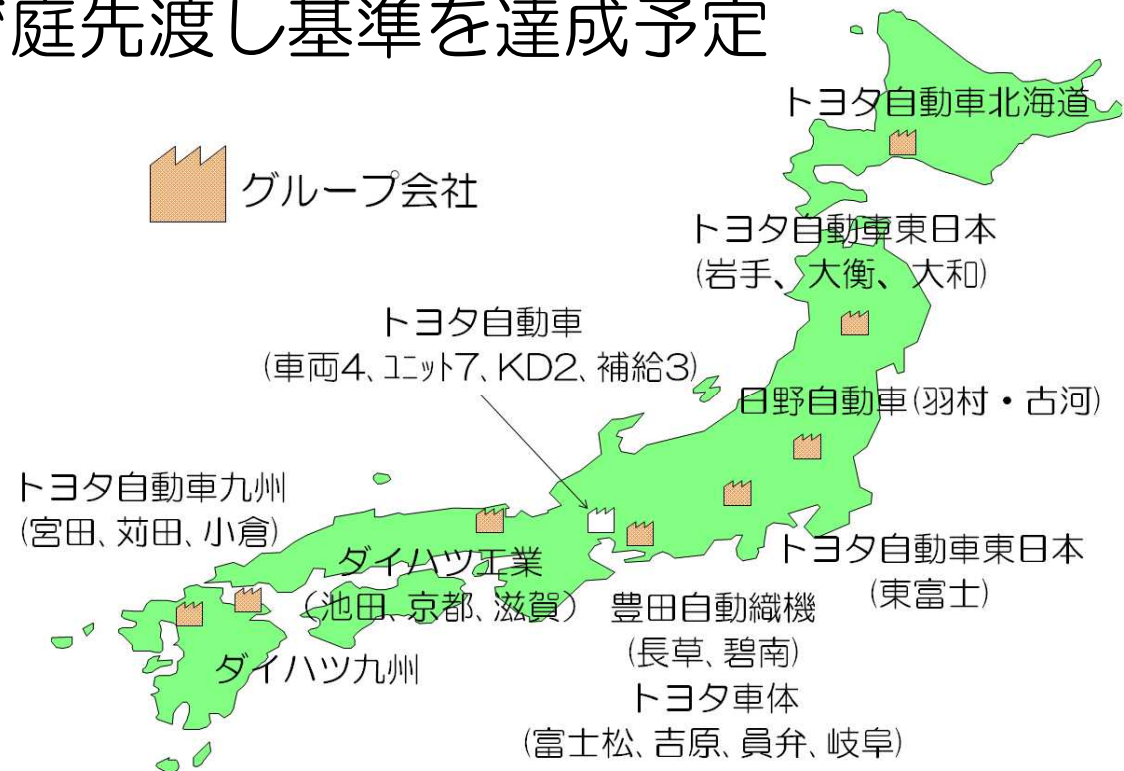 庭先渡し基準を達成予定
グループ会社
トヨタ自動車北海道
トヨタ自動車東日本
(岩手、大衡、大和)
トヨタ自動車
(車両4、ﾕﾆｯﾄ7、KD2、補給3)
日野自動車(羽村・古河)
トヨタ自動車九州
(宮田、苅田、小倉)
ダイハツ工業
(池田、京都、滋賀)
トヨタ自動車東日本
(東富士)
豊田自動織機
(長草、碧南)
ダイハツ九州
トヨタ車体
(富士松、吉原、員弁、岐阜)